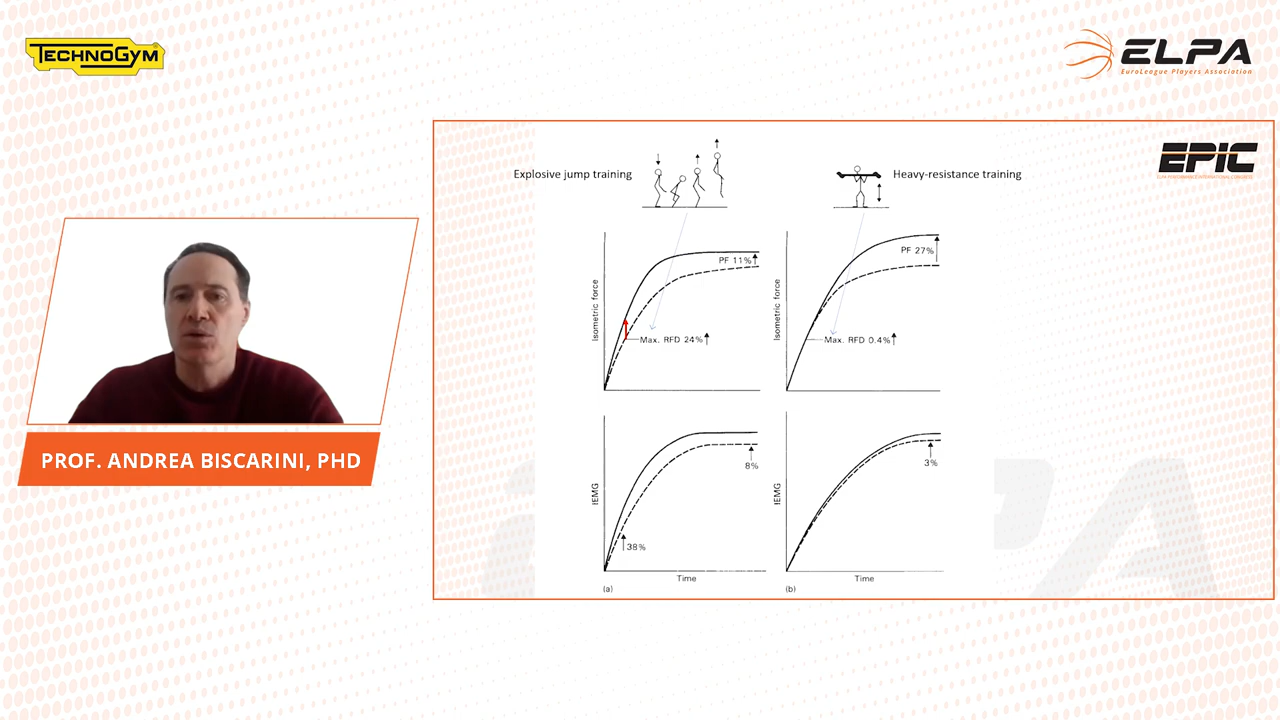 TECHNOGYM
ELPA
EuroLeague Players Association
EPIC
Explosive jump training
Heavy-resistance training
Isometric force
PF 11%
Max. RFD 24%
Isometric force
PF 27%
Max. RFD 0.4%
IEMG
8%
38%
Time
(a)
IEMG
3%
Time
(b)
PROF. ANDREA BISCARINI, PHD